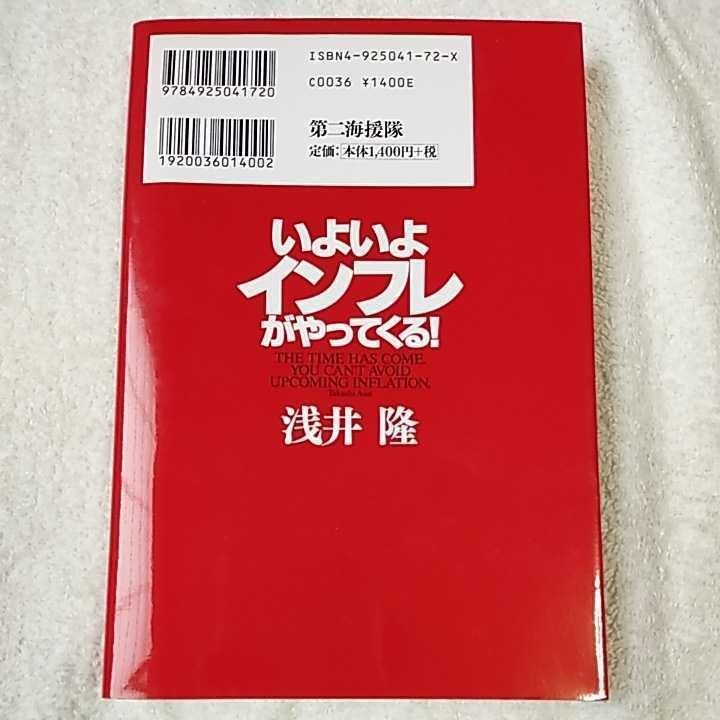 ISBN4-925041-72-X
9784925041720
C0036 ¥1400E
1920036014002
第二海援隊
定価：本体1,400円＋税
いよいよ
インフレ
がやってくる！
THE TIME HAS COME.
YOU CAN'T AVOID
UPCOMING INFLATION.
Takashi Asai
浅井 隆